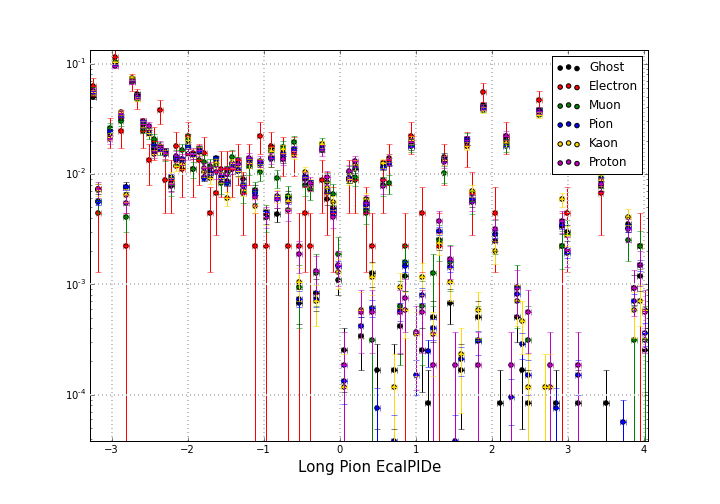 10⁻¹
10⁻²
10⁻³
10⁻⁴
−3 −2 −1 0 1 2 3 4
Long Pion EcalPIDe
Ghost
Electron
Muon
Pion
Kaon
Proton